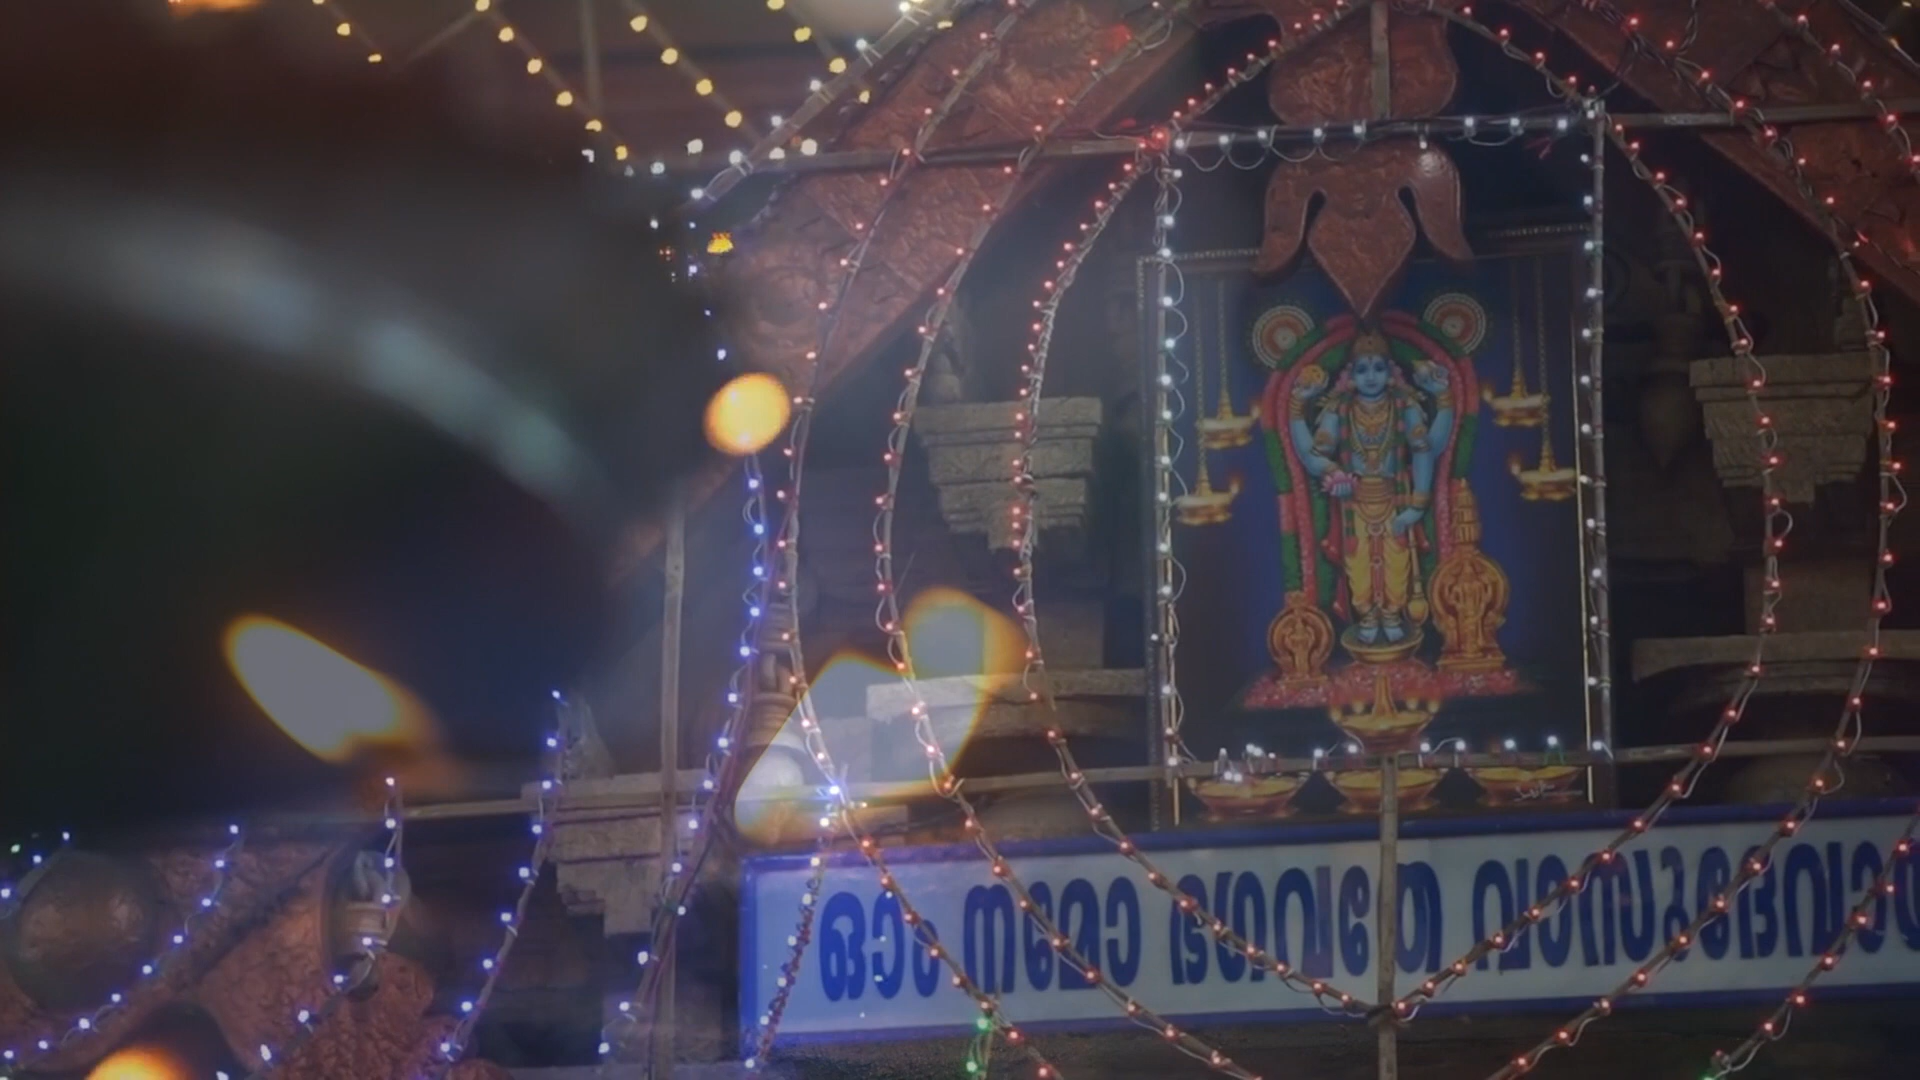 ഓം നമോ ഭഗവതേ വാസുദേവായ